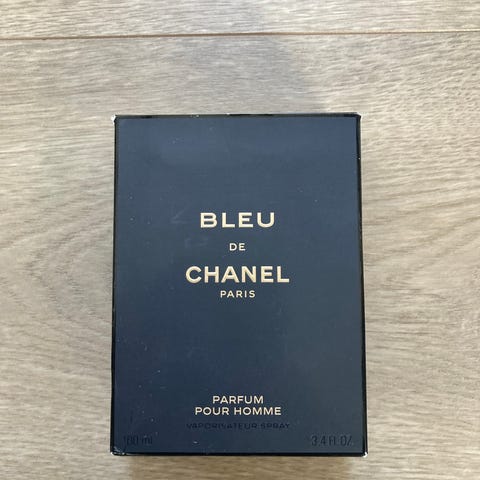 BLEU
DE
CHANEL
PARIS
PARFUM
POUR HOMME
VAPORISATEUR SPRAY
100 ml
3.4 FL.OZ.